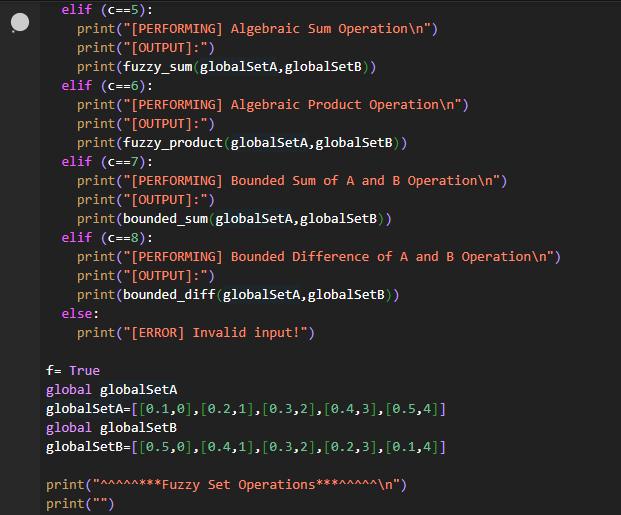 elif (c==5):
    print("[PERFORMING] Algebraic Sum Operation\n")
    print("[OUTPUT]:")
    print(fuzzy_sum(globalSetA,globalSetB))
  elif (c==6):
    print("[PERFORMING] Algebraic Product Operation\n")
    print("[OUTPUT]:")
    print(fuzzy_product(globalSetA,globalSetB))
  elif (c==7):
    print("[PERFORMING] Bounded Sum of A and B Operation\n")
    print("[OUTPUT]:")
    print(bounded_sum(globalSetA,globalSetB))
  elif (c==8):
    print("[PERFORMING] Bounded Difference of A and B Operation\n")
    print("[OUTPUT]:")
    print(bounded_diff(globalSetA,globalSetB))
  else:
    print("[ERROR] Invalid input!")

f= True
global globalSetA
globalSetA=[[0.1,0],[0.2,1],[0.3,2],[0.4,3],[0.5,4]]
global globalSetB
globalSetB=[[0.5,0],[0.4,1],[0.3,2],[0.2,3],[0.1,4]]

print("^^^^^***Fuzzy Set Operations***^^^^^\n")
print("")